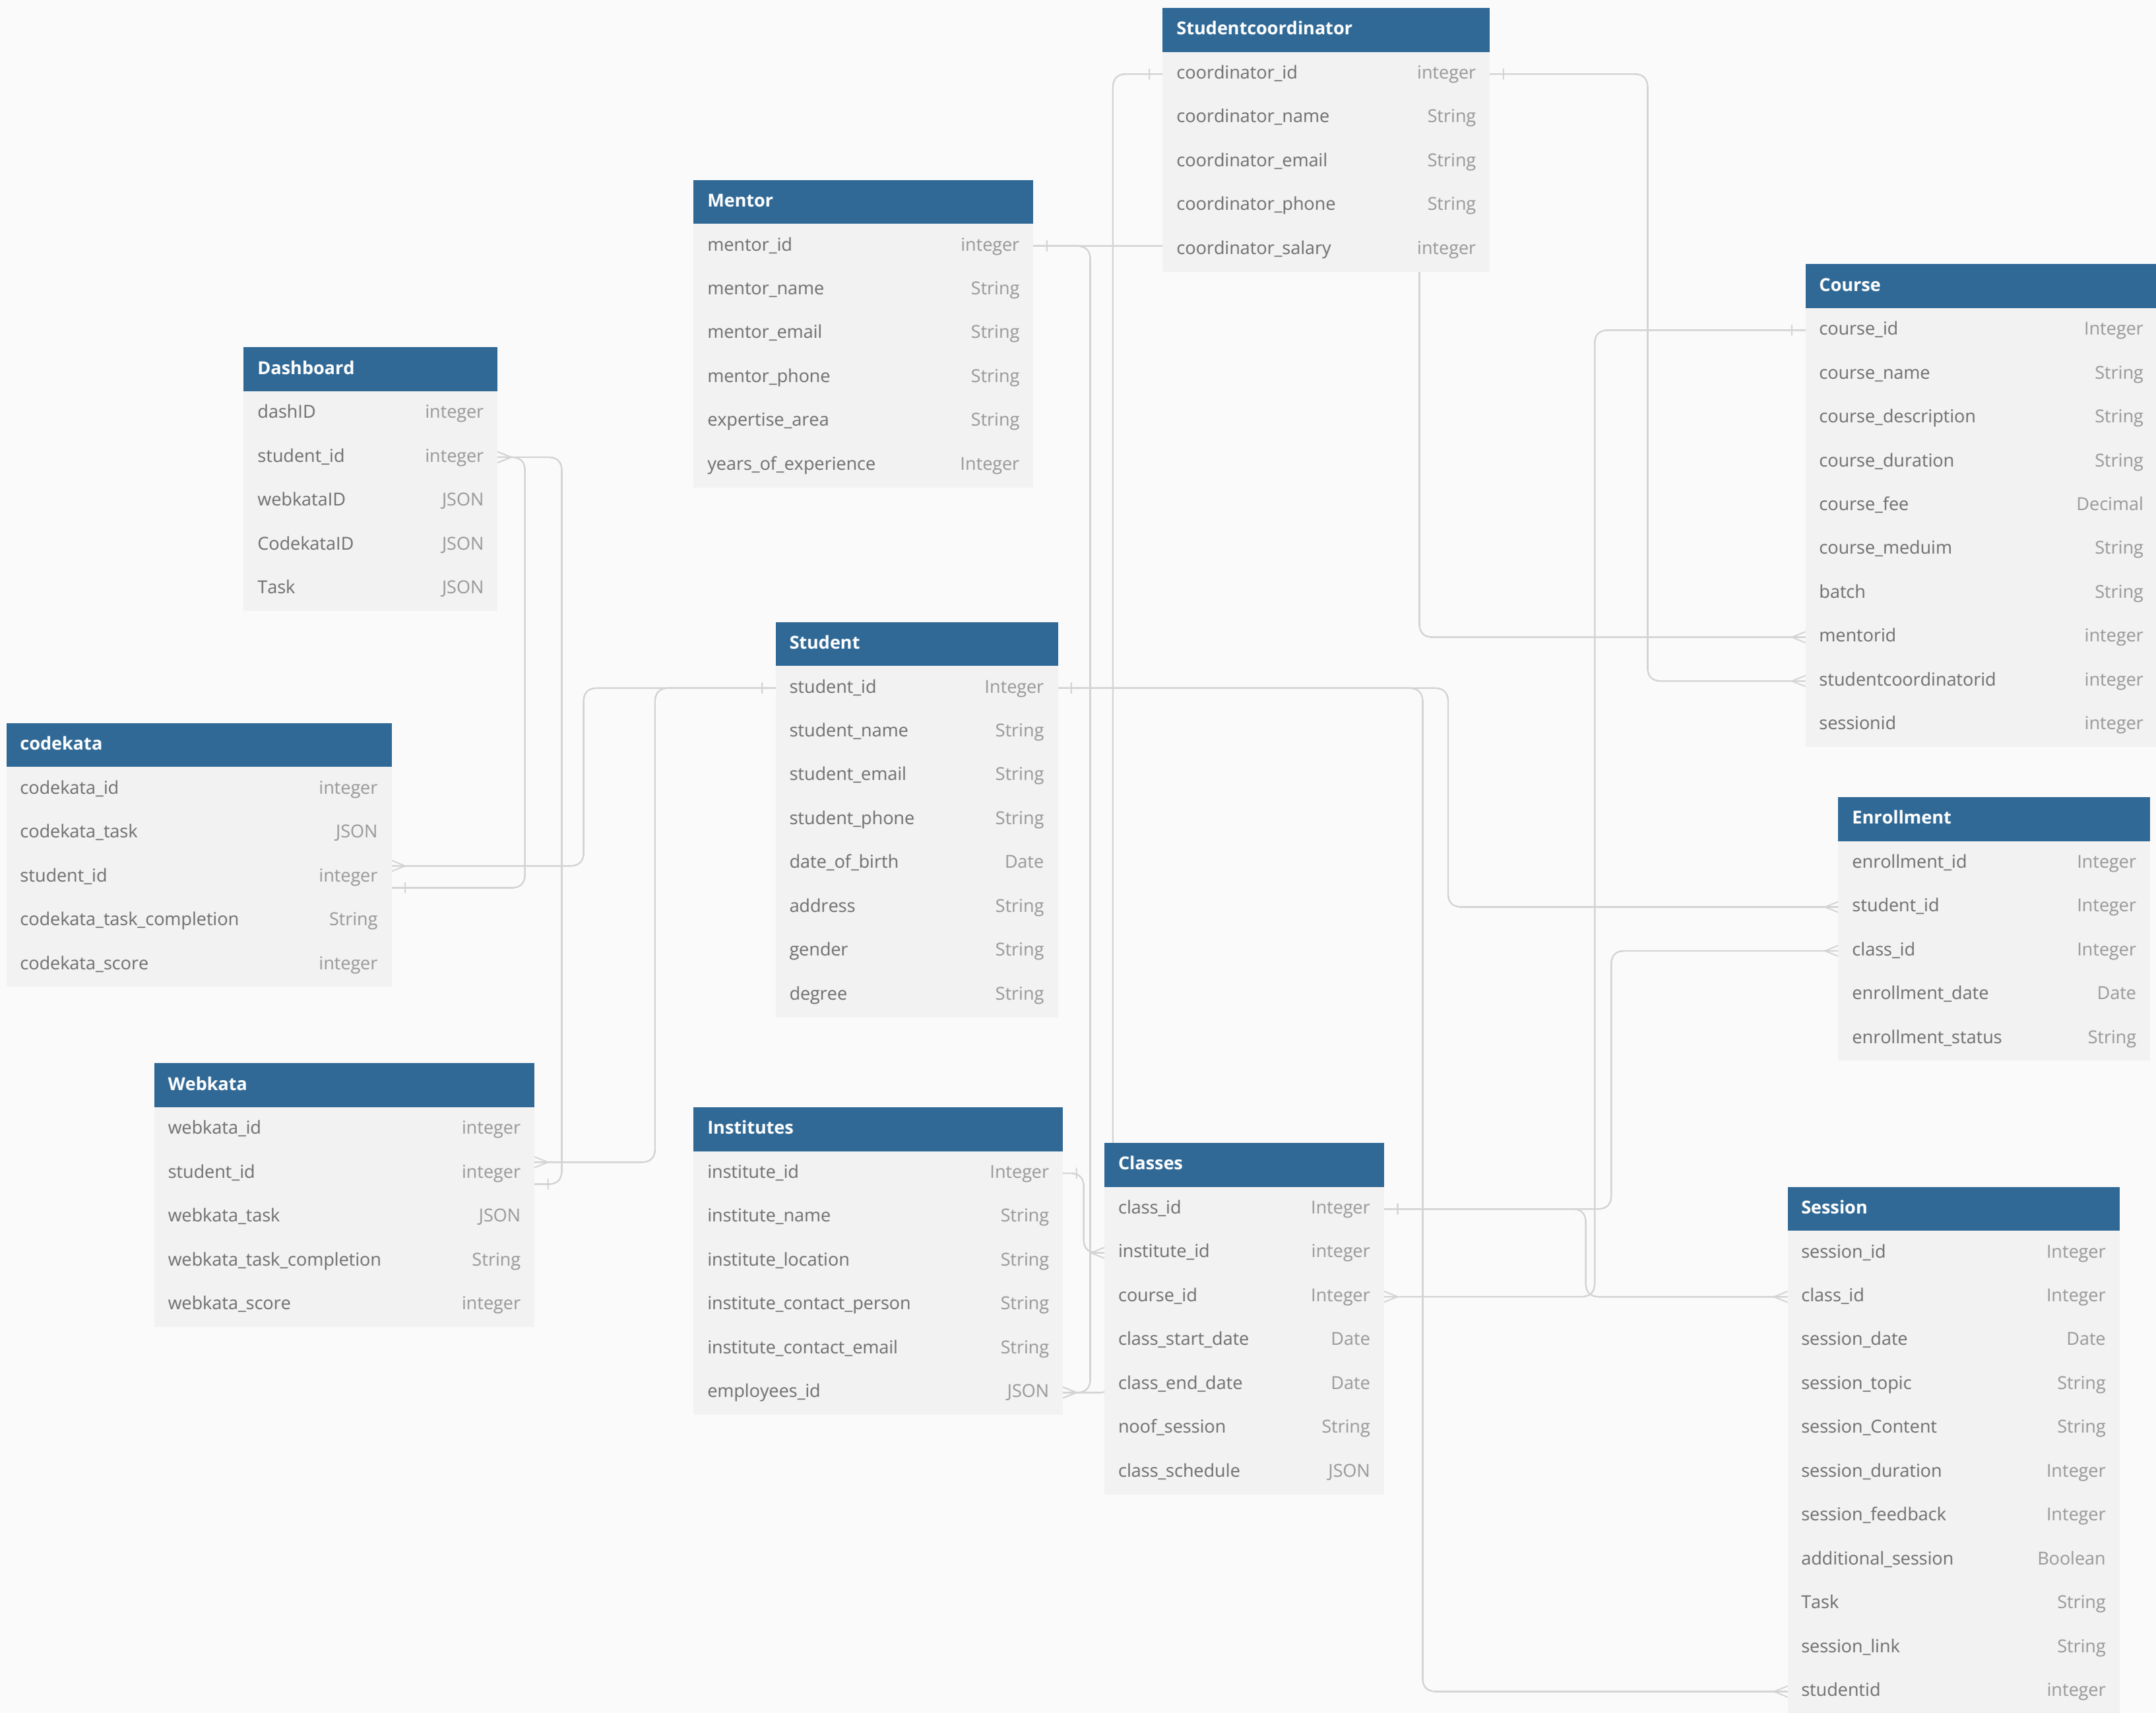 Studentcoordinator
coordinator_id integer
coordinator_name String
coordinator_email String
coordinator_phone String
coordinator_salary integer
Mentor
mentor_id integer
mentor_name String
mentor_email String
mentor_phone String
expertise_area String
years_of_experience Integer
Course
course_id Integer
course_name String
course_description String
course_duration String
course_fee Decimal
course_meduim String
batch String
mentorid integer
studentcoordinatorid integer
sessionid integer
Dashboard
dashID integer
student_id integer
webkataID JSON
CodekataID JSON
Task JSON
Student
student_id Integer
student_name String
student_email String
student_phone String
date_of_birth Date
address String
gender String
degree String
codekata
codekata_id integer
codekata_task JSON
student_id integer
codekata_task_completion String
codekata_score integer
Enrollment
enrollment_id Integer
student_id Integer
class_id Integer
enrollment_date Date
enrollment_status String
Webkata
webkata_id integer
student_id integer
webkata_task JSON
webkata_task_completion String
webkata_score integer
Institutes
institute_id Integer
institute_name String
institute_location String
institute_contact_person String
institute_contact_email String
employees_id JSON
Classes
class_id Integer
institute_id integer
course_id Integer
class_start_date Date
class_end_date Date
noof_session String
class_schedule JSON
Session
session_id Integer
class_id Integer
session_date Date
session_topic String
session_Content String
session_duration Integer
session_feedback Integer
additional_session Boolean
Task String
session_link String
studentid integer